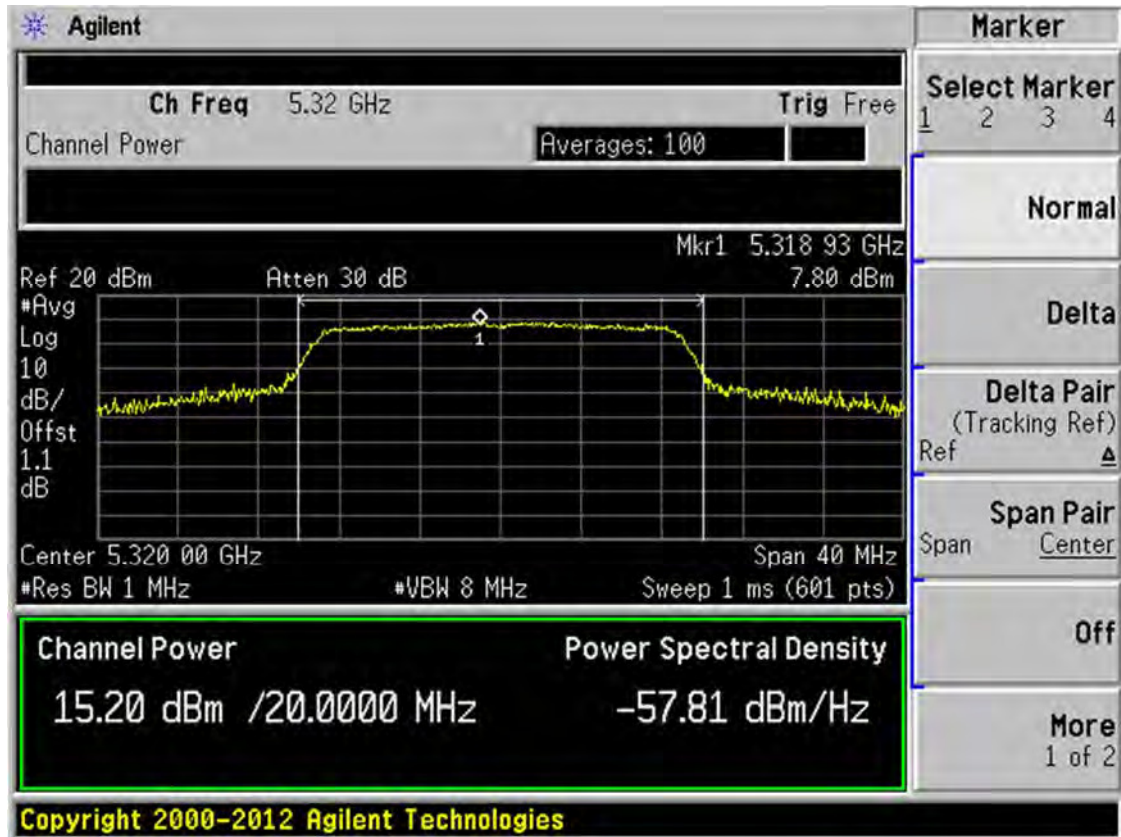 Agilent
Ch Freq 5.32 GHz Trig Free
Channel Power Averages: 100
Mkr1 5.318 93 GHz
Ref 20 dBm Atten 30 dB 7.80 dBm
#Avg
Log
10
dB/
Offst
1.1
dB
1
Center 5.320 00 GHz Span 40 MHz
#Res BW 1 MHz #VBW 8 MHz Sweep 1 ms (601 pts)
Channel Power Power Spectral Density
15.20 dBm /20.0000 MHz -57.81 dBm/Hz
Copyright 2000-2012 Agilent Technologies
Marker
Select Marker
1 2 3 4
Normal
Delta
Delta Pair
(Tracking Ref)
Ref Δ
Span Pair
Span Center
Off
More
1 of 2